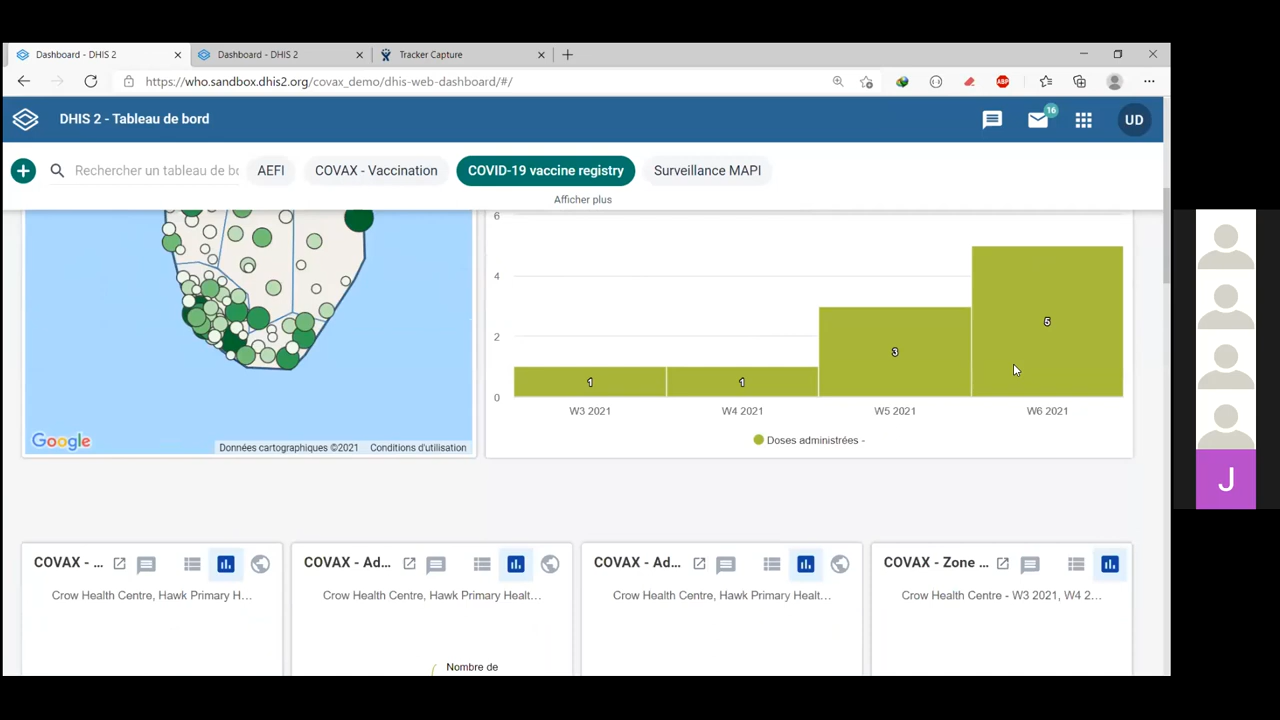 Dashboard - DHIS 2
Dashboard - DHIS 2
Tracker Capture
https://who.sandbox.dhis2.org/covax_demo/dhis-web-dashboard/#/
ABP
DHIS 2 - Tableau de bord
16
UD
Rechercher un tableau de bo
AEFI
COVAX - Vaccination
COVID-19 vaccine registry
Surveillance MAPI
Afficher plus
6
4
2
0
1
1
3
5
W3 2021
W4 2021
W5 2021
W6 2021
Doses administrées -
Google
Données cartographiques ©2021
Conditions d'utilisation
J
COVAX - ...
COVAX - Ad...
COVAX - Ad...
COVAX - Zone ...
Crow Health Centre, Hawk Primary H...
Crow Health Centre, Hawk Primary Healt...
Crow Health Centre, Hawk Primary Healt...
Crow Health Centre - W3 2021, W4 2...
Nombre de